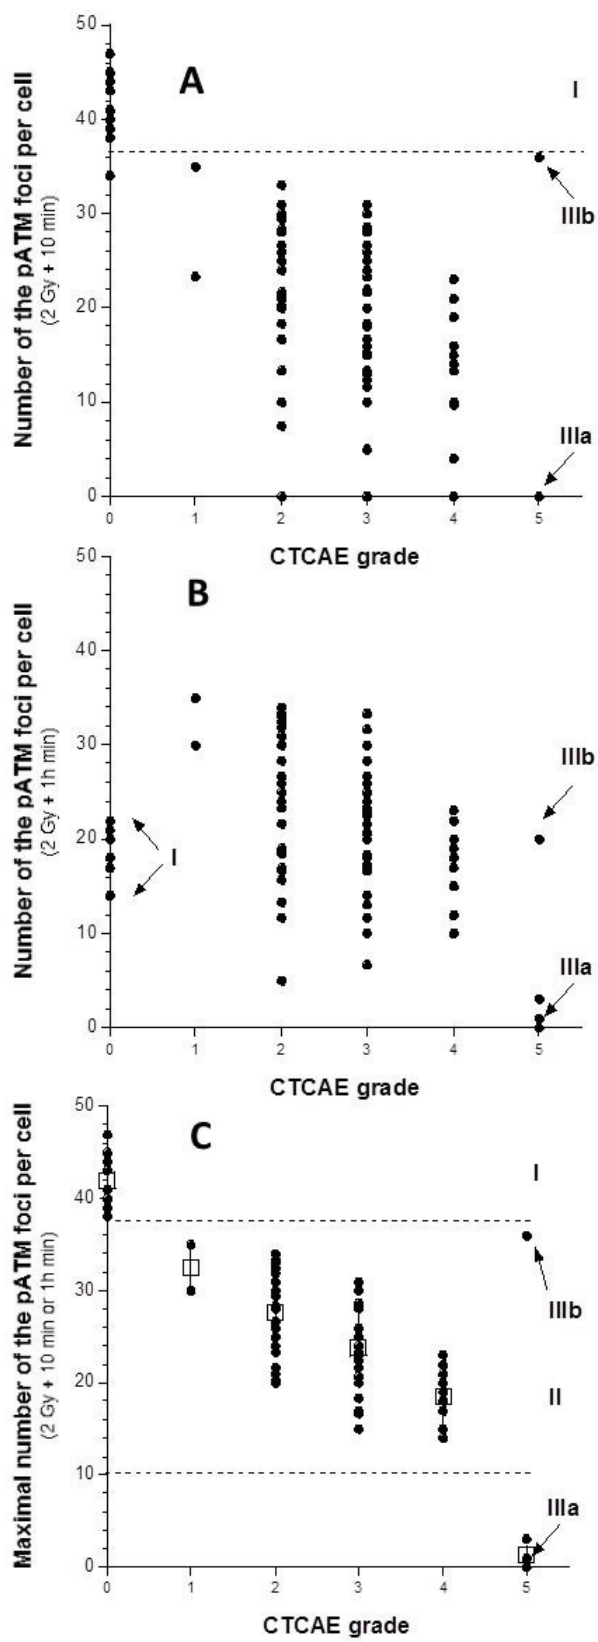 A
Number of the pATM foci per cell
(2 Gy + 10 min)
50
40
30
20
10
0
I
IIIb
IIIa
0 1 2 3 4 5
CTCAE grade
B
Number of the pATM foci per cell
(2 Gy + 1h min)
50
40
30
20
10
0
I
IIIb
IIIa
0 1 2 3 4 5
CTCAE grade
C
Maximal number of the pATM foci per cell
(2 Gy + 10 min or 1h min)
50
40
30
20
10
0
I
IIIb
II
IIIa
0 1 2 3 4 5
CTCAE grade